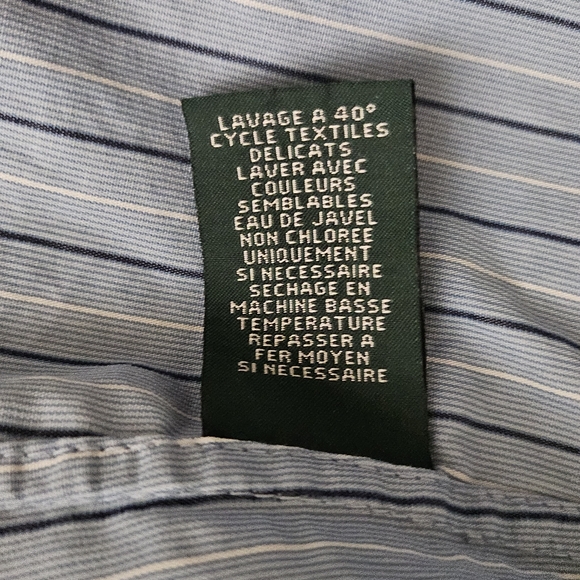 LAVAGE A 40°
CYCLE TEXTILES
DELICATS
LAVER AVEC
COULEURS
SEMBLABLES
EAU DE JAVEL
NON CHLOREE
UNIQUEMENT
SI NECESSAIRE
SECHAGE EN
MACHINE BASSE
TEMPERATURE
REPASSER A
FER MOYEN
SI NECESSAIRE